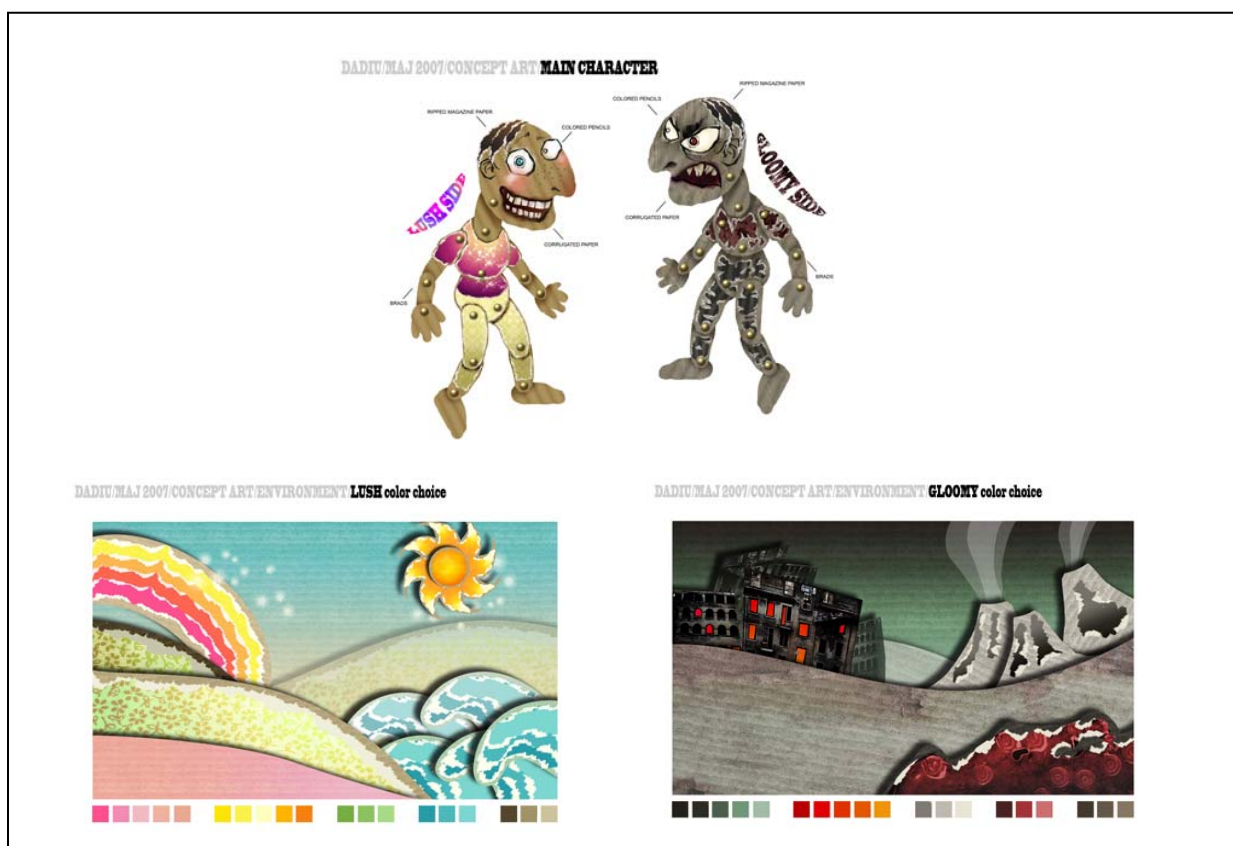 DADIU/MAJ 2007/CONCEPT ART/MAIN CHARACTER
RIPPED MAGAZINE PAPER
COLORED PENCILS
LUSH SIDE
CORRUGATED PAPER
BRADS
RIPPED MAGAZINE PAPER
COLORED PENCILS
GLOOMY SIDE
CORRUGATED PAPER
BRADS
DADIU/MAJ 2007/CONCEPT ART/ENVIRONMENT/LUSH color choice
DADIU/MAJ 2007/CONCEPT ART/ENVIRONMENT/GLOOMY color choice